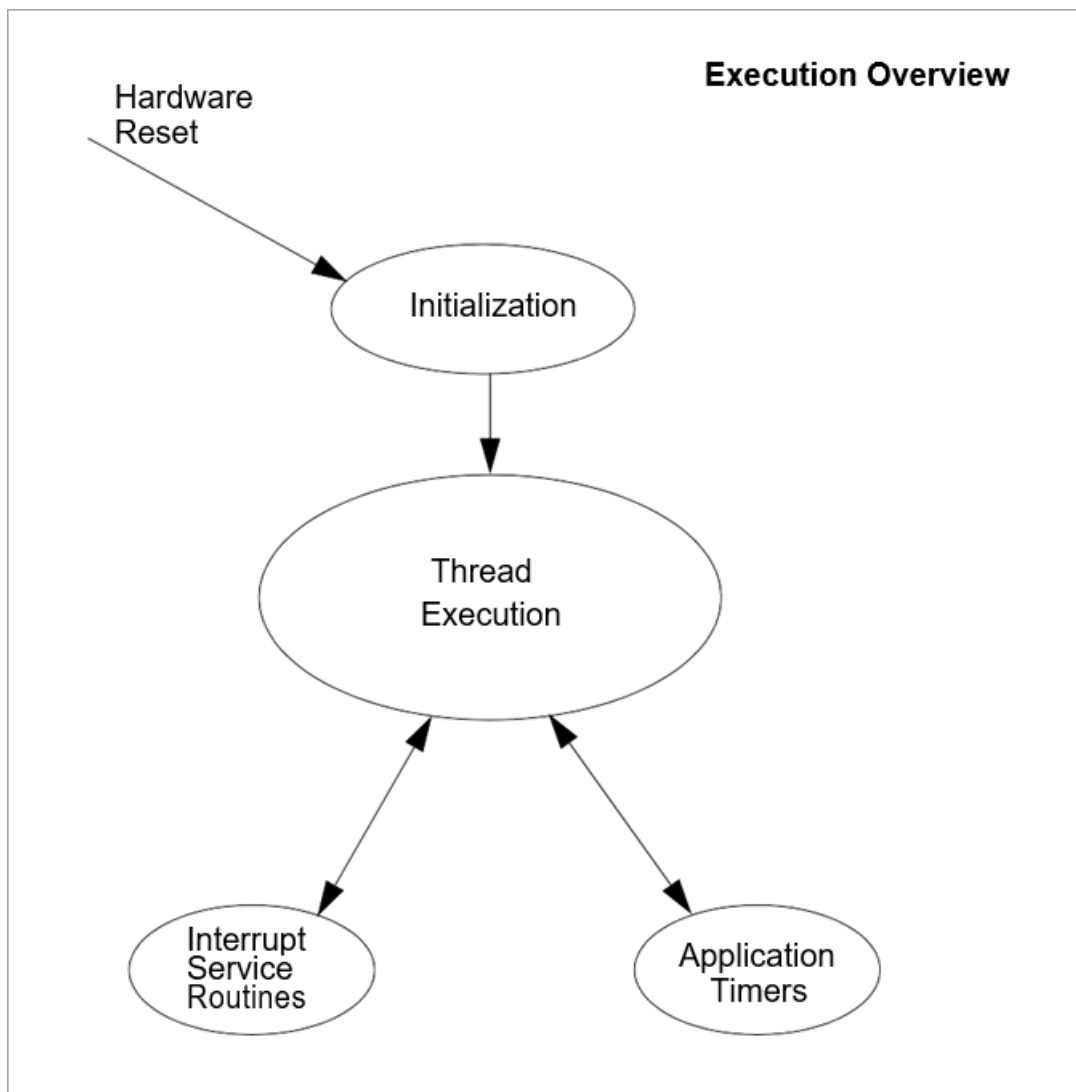 Execution Overview
Hardware
Reset
Initialization
Thread
Execution
Interrupt
Service
Routines
Application
Timers